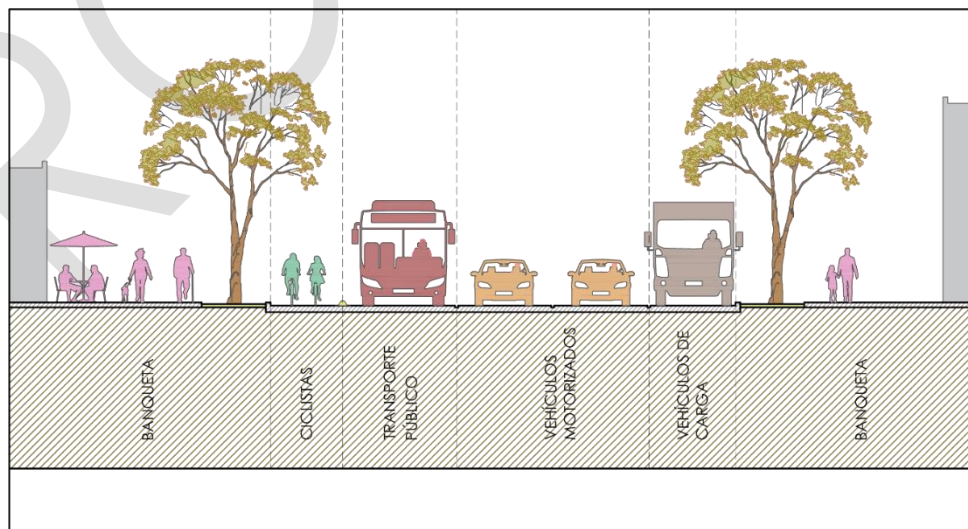 BANQUETA
CICLISTAS
TRANSPORTE
PÚBLICO
VEHÍCULOS
MOTORIZADOS
VEHÍCULOS DE
CARGA
BANQUETA